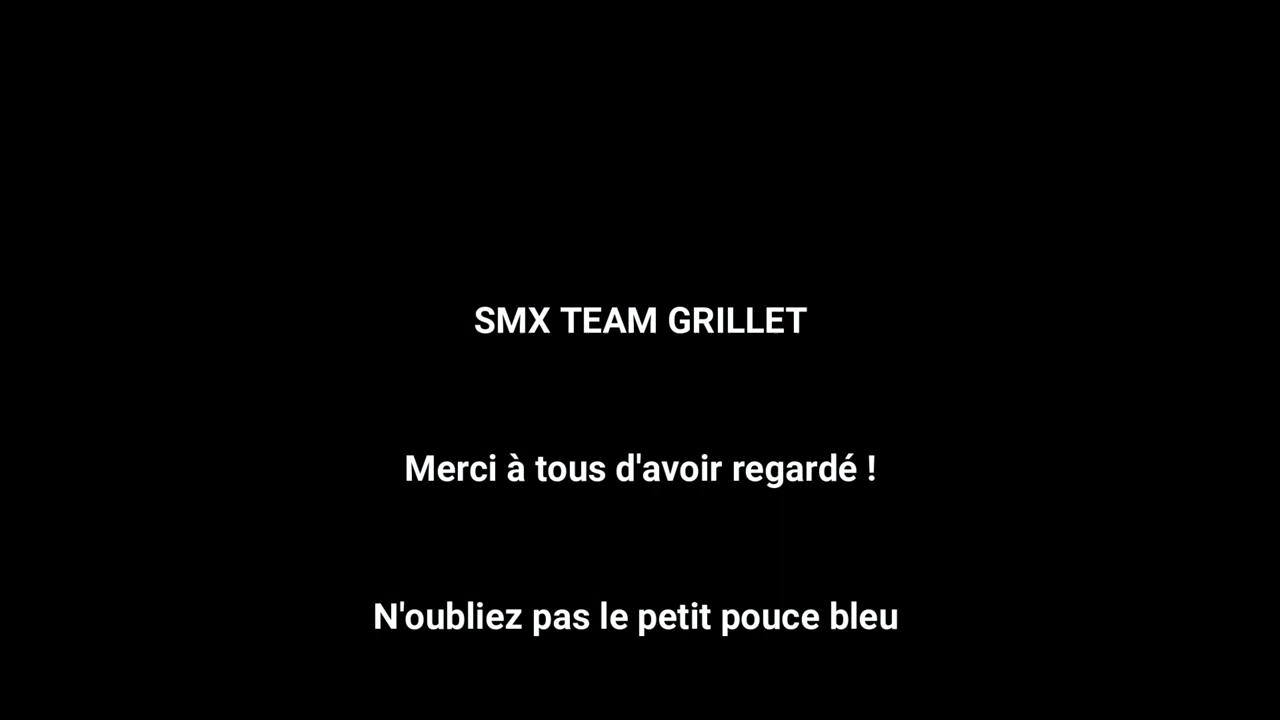 SMX TEAM GRILLET
Merci à tous d'avoir regardé !
N'oubliez pas le petit pouce bleu